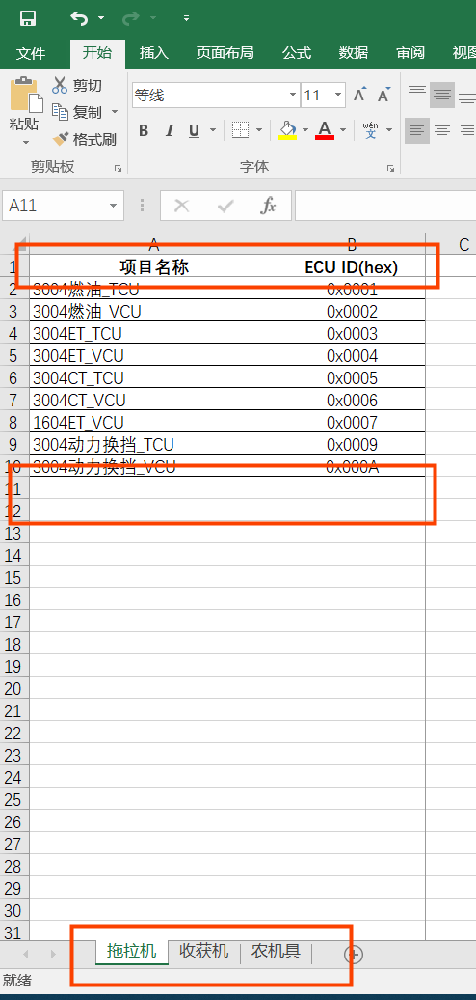 文件 开始 插入 页面布局 公式 数据 审阅 视图
剪切
复制
格式刷
粘贴
等线 11
B I U A wén 文
剪贴板 字体
A11 fx
A B C
1 项目名称 ECU ID(hex)
2 3004燃油_TCU 0x0001
3 3004燃油_VCU 0x0002
4 3004ET_TCU 0x0003
5 3004ET_VCU 0x0004
6 3004CT_TCU 0x0005
7 3004CT_VCU 0x0006
8 1604ET_VCU 0x0007
9 3004动力换挡_TCU 0x0009
10 3004动力换挡_VCU 0x000A
11
12
13
14
15
16
17
18
19
20
21
22
23
24
25
26
27
28
29
30
31
拖拉机 收获机 农机具
就绪